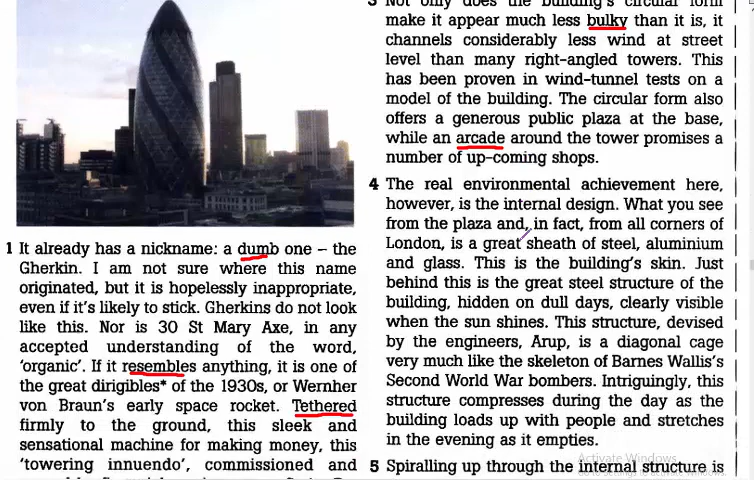 1 It already has a nickname: a dumb one – the
Gherkin. I am not sure where this name
originated, but it is hopelessly inappropriate,
even if it's likely to stick. Gherkins do not look
like this. Nor is 30 St Mary Axe, in any
accepted understanding of the word,
'organic'. If it resembles anything, it is one of
the great dirigibles* of the 1930s, or Wernher
von Braun's early space rocket. Tethered
firmly to the ground, this sleek and
sensational machine for making money, this
'towering innuendo', commissioned and
3 Not only does the building's circular form
make it appear much less bulky than it is, it
channels considerably less wind at street
level than many right-angled towers. This
has been proven in wind-tunnel tests on a
model of the building. The circular form also
offers a generous public plaza at the base,
while an arcade around the tower promises a
number of up-coming shops.
4 The real environmental achievement here,
however, is the internal design. What you see
from the plaza and, in fact, from all corners of
London, is a great sheath of steel, aluminium
and glass. This is the building's skin. Just
behind this is the great steel structure of the
building, hidden on dull days, clearly visible
when the sun shines. This structure, devised
by the engineers, Arup, is a diagonal cage
very much like the skeleton of Barnes Wallis's
Second World War bombers. Intriguingly, this
structure compresses during the day as the
building loads up with people and stretches
in the evening as it empties.
5 Spiralling up through the internal structure is
Activate Windows